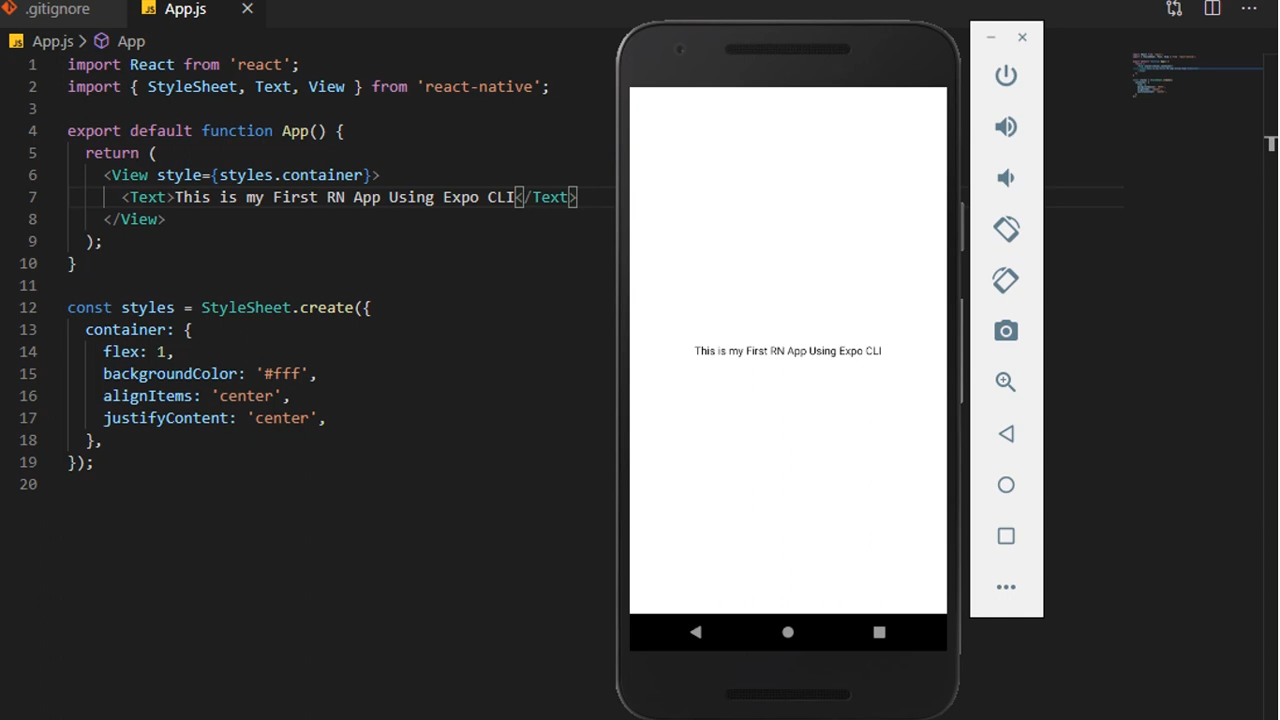 .gitignore
JS App.js
JS App.js > App
1 import React from 'react';
2 import { StyleSheet, Text, View } from 'react-native';
3
4 export default function App() {
5 return (
6 <View style={styles.container}>
7 <Text>This is my First RN App Using Expo CLI</Text>
8 </View>
9 );
10 }
11
12 const styles = StyleSheet.create({
13 container: {
14 flex: 1,
15 backgroundColor: '#fff',
16 alignItems: 'center',
17 justifyContent: 'center',
18 },
19 });
20
This is my First RN App Using Expo CLI